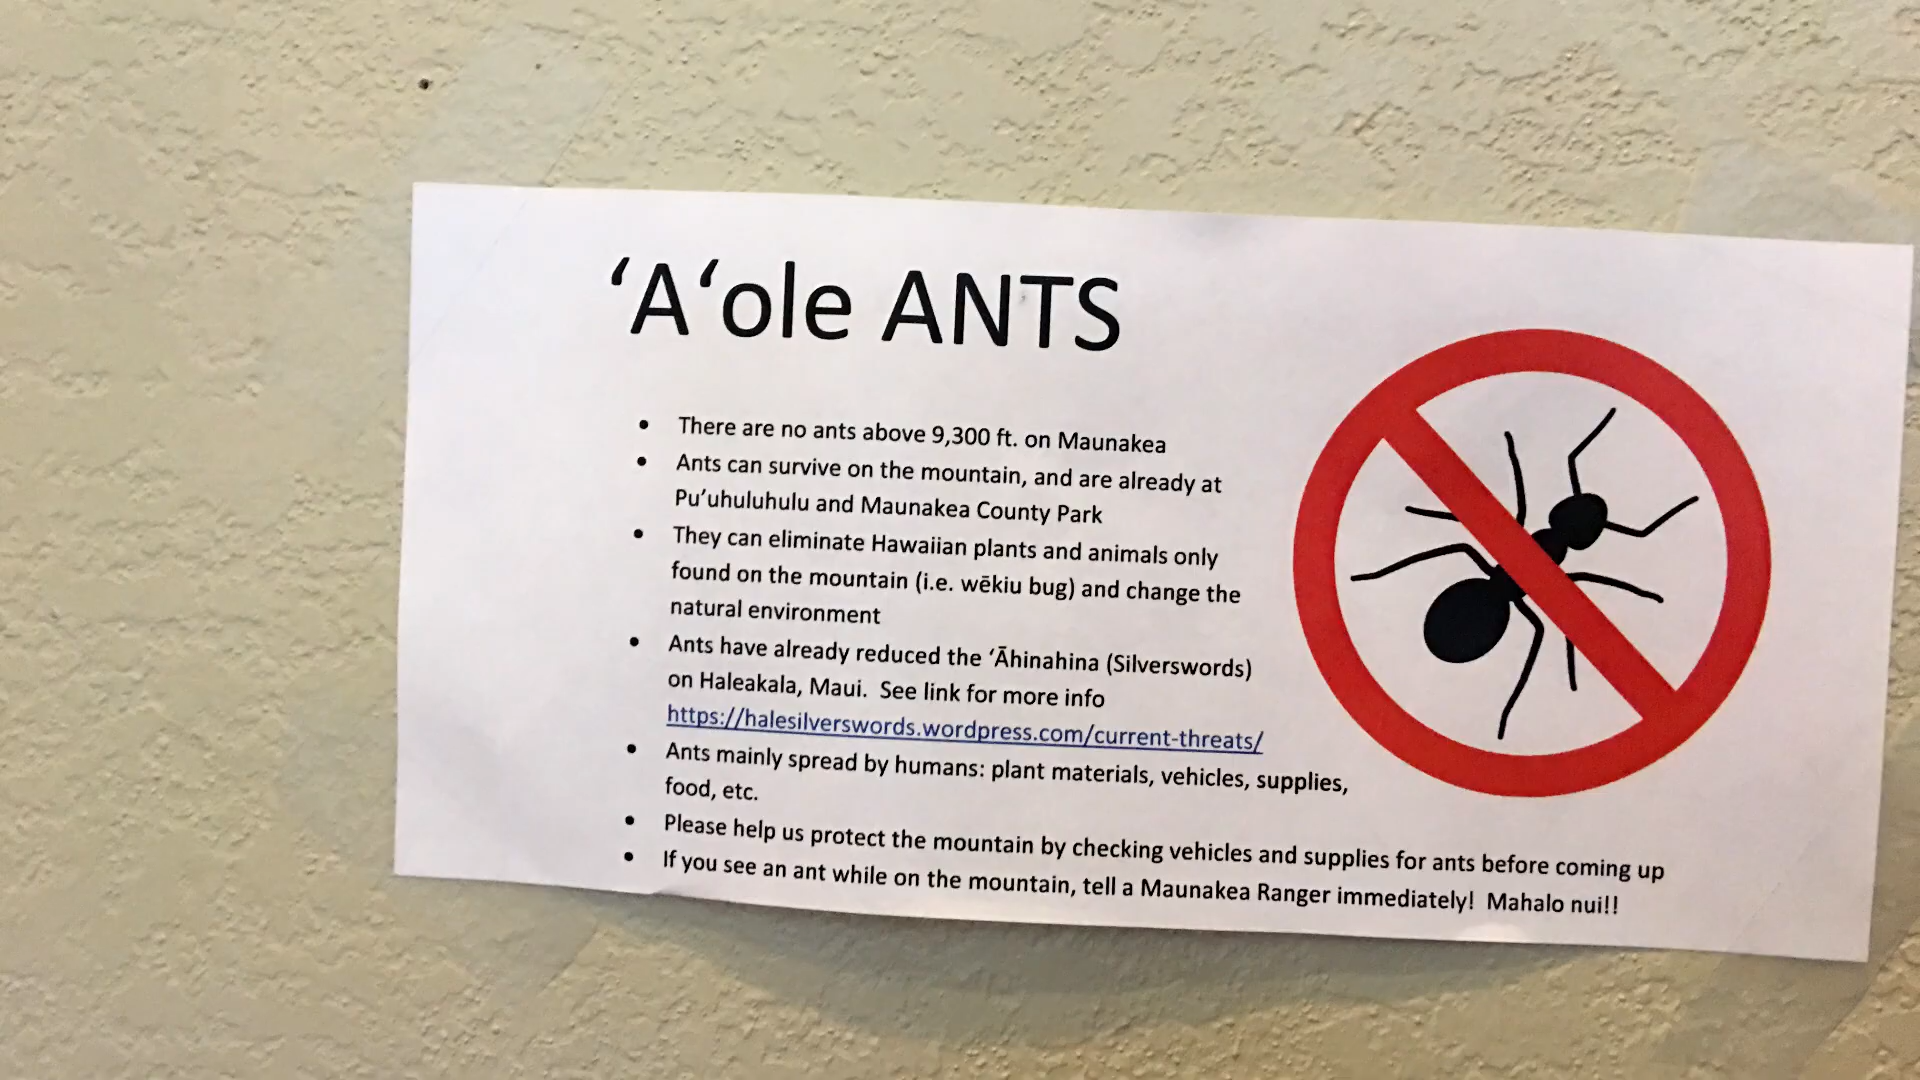 ‘A‘ole ANTS
• There are no ants above 9,300 ft. on Maunakea
• Ants can survive on the mountain, and are already at
Pu’uhuluhulu and Maunakea County Park
• They can eliminate Hawaiian plants and animals only
found on the mountain (i.e. wēkiu bug) and change the
natural environment
• Ants have already reduced the ‘Āhinahina (Silverswords)
on Haleakala, Maui.  See link for more info
https://halesilverswords.wordpress.com/current-threats/
• Ants mainly spread by humans: plant materials, vehicles, supplies,
food, etc.
• Please help us protect the mountain by checking vehicles and supplies for ants before coming up
• If you see an ant while on the mountain, tell a Maunakea Ranger immediately!  Mahalo nui!!